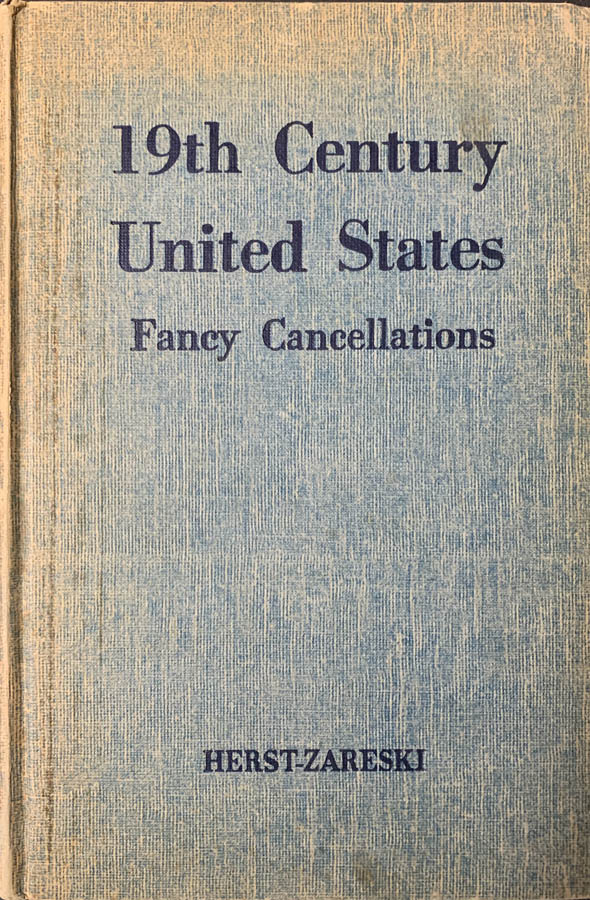 19th Century
United States
Fancy Cancellations
HERST-ZARESKI